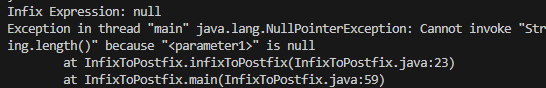 Infix Expression: null
Exception in thread "main" java.lang.NullPointerException: Cannot invoke "Str
ing.length()" because "<parameter1>" is null
        at InfixToPostfix.infixToPostfix(InfixToPostfix.java:23)
        at InfixToPostfix.main(InfixToPostfix.java:59)